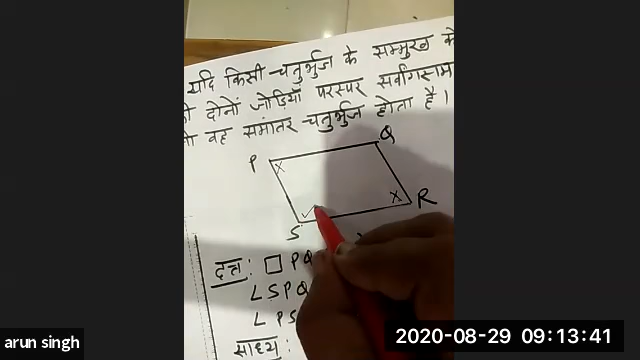 यदि किसी चतुर्भुज के सम्मुख के
की दोनों जोड़ियाँ परस्पर सर्वांगसम
वह समांतर चतुर्भुज होता है।
P
Q
X
X
R
S
दत्त : □ PQ
∠ SPQ
∠ PS
साध्य :
arun singh
2020-08-29 09:13:41